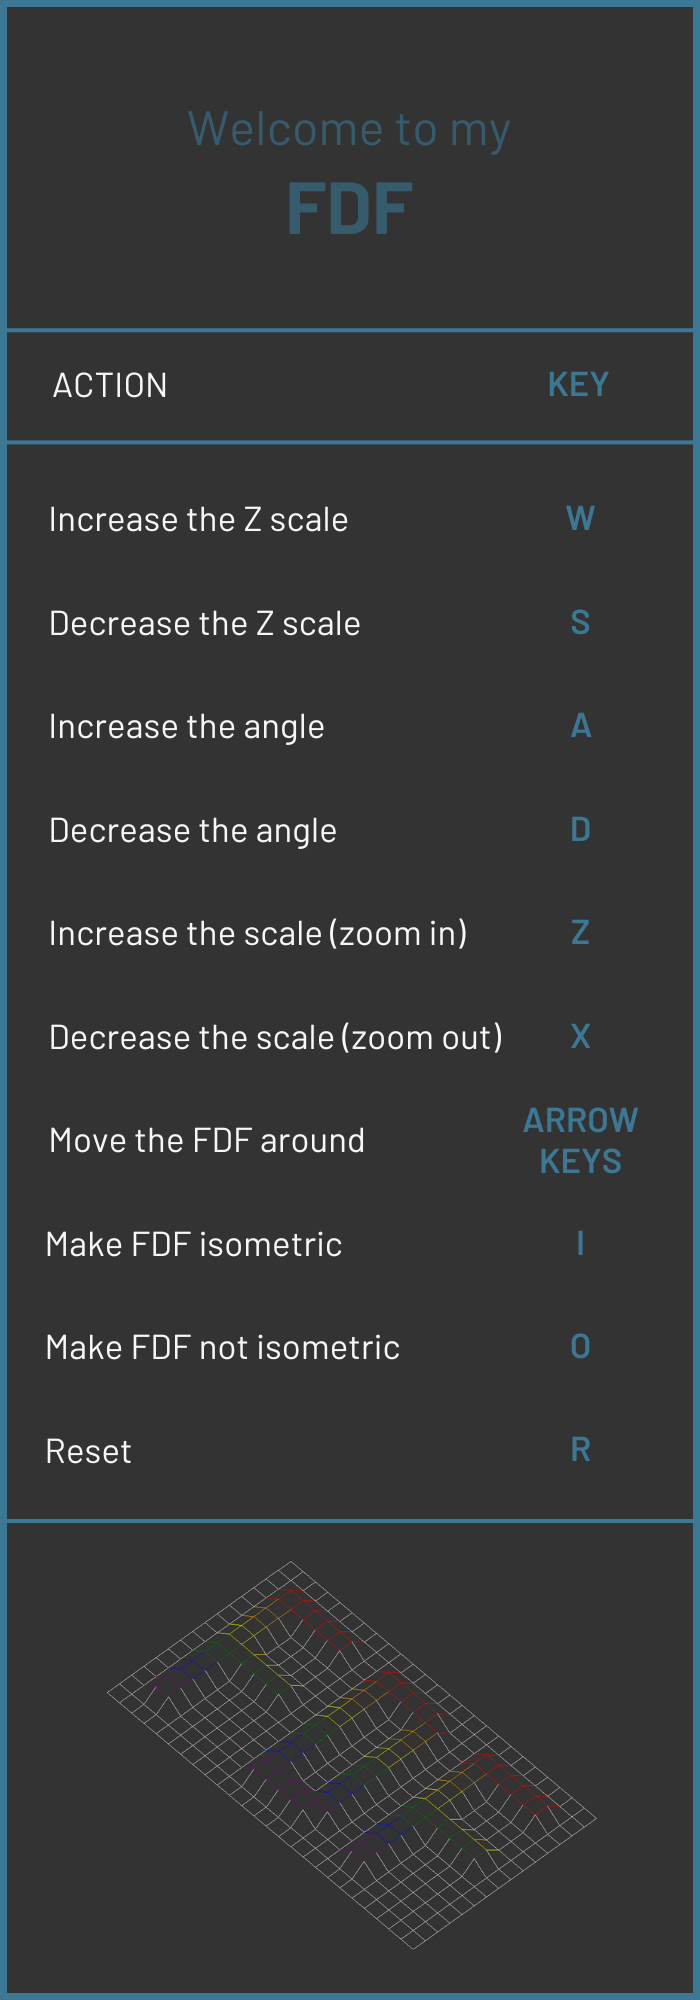 Welcome to my
FDF
ACTION KEY
Increase the Z scale W
Decrease the Z scale S
Increase the angle A
Decrease the angle D
Increase the scale (zoom in) Z
Decrease the scale (zoom out) X
Move the FDF around ARROW
KEYS
Make FDF isometric I
Make FDF not isometric O
Reset R